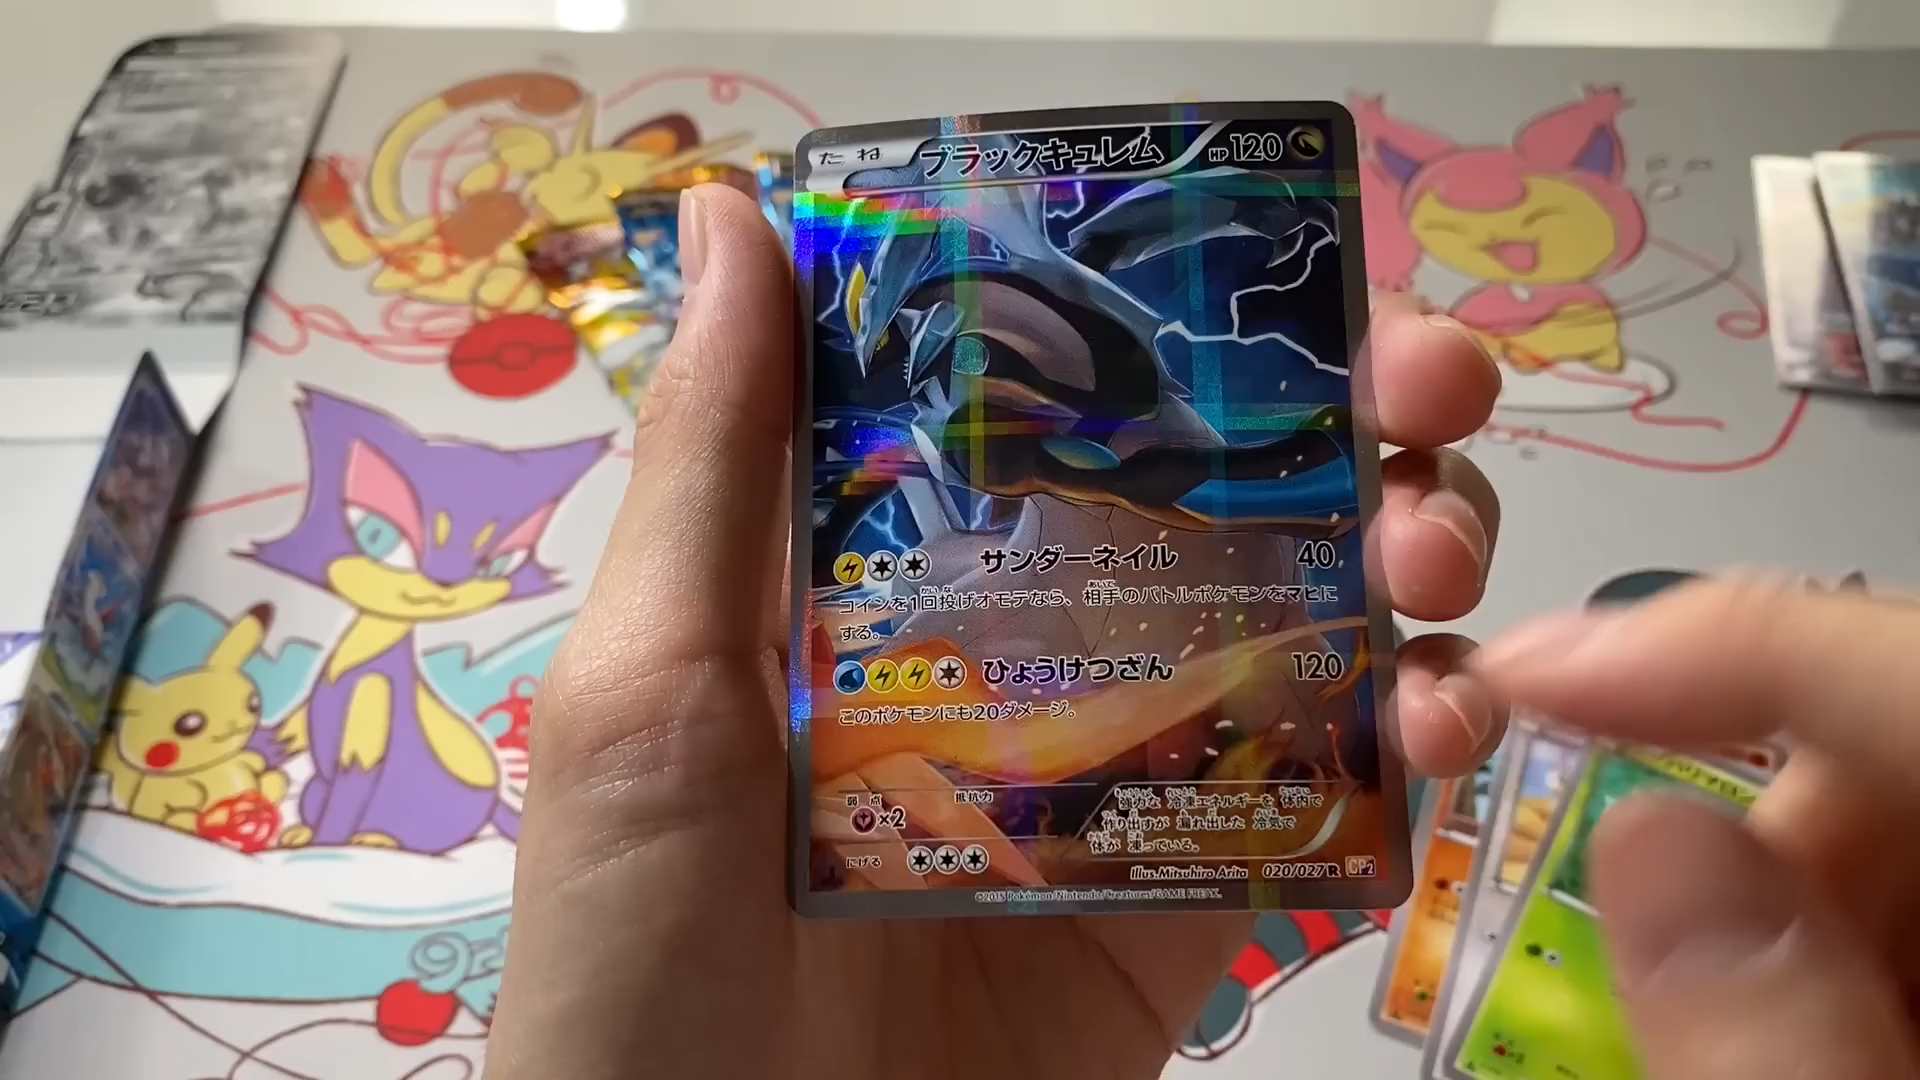 たね ブラックキュレム HP120
サンダーネイル 40
コインを1回投げオモテなら、相手のバトルポケモンをマヒに
する。
ひょうけつざん 120
このポケモンにも20ダメージ。
弱点 抵抗力
×2
にげる
強力な 冷凍エネルギーを 体内で
作り出すが 漏れ出した 冷気で
体が 凍っている。
Illus.Mitsuhiro Arita 020/027 R CP2
©2015 Pokémon/Nintendo/Creatures/GAME FREAK.